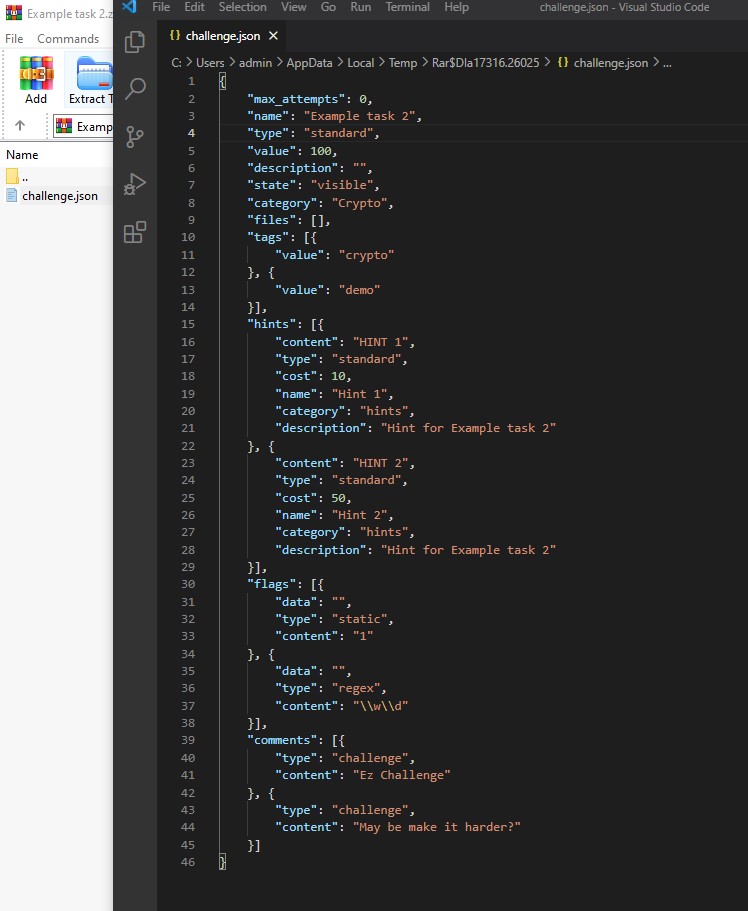 Example task 2.z
File Commands
Add
Extract T
Examp
Name
..
challenge.json
File Edit Selection View Go Run Terminal Help challenge.json - Visual Studio Code
{} challenge.json ×
C: > Users > admin > AppData > Local > Temp > Rar$DIa17316.26025 > {} challenge.json > ...
1 {
2 "max_attempts": 0,
3 "name": "Example task 2",
4 "type": "standard",
5 "value": 100,
6 "description": "",
7 "state": "visible",
8 "category": "Crypto",
9 "files": [],
10 "tags": [{
11 "value": "crypto"
12 }, {
13 "value": "demo"
14 }],
15 "hints": [{
16 "content": "HINT 1",
17 "type": "standard",
18 "cost": 10,
19 "name": "Hint 1",
20 "category": "hints",
21 "description": "Hint for Example task 2"
22 }, {
23 "content": "HINT 2",
24 "type": "standard",
25 "cost": 50,
26 "name": "Hint 2",
27 "category": "hints",
28 "description": "Hint for Example task 2"
29 }],
30 "flags": [{
31 "data": "",
32 "type": "static",
33 "content": "1"
34 }, {
35 "data": "",
36 "type": "regex",
37 "content": "\\w\\d"
38 }],
39 "comments": [{
40 "type": "challenge",
41 "content": "Ez Challenge"
42 }, {
43 "type": "challenge",
44 "content": "May be make it harder?"
45 }]
46 }